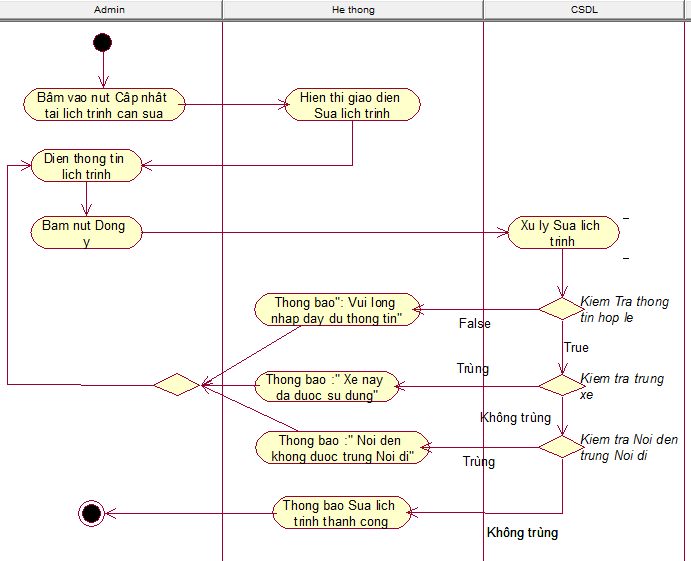 Admin
He thong
CSDL
Bâm vao nut Câp nhât
tai lich trinh can sua
Hien thi giao dien
Sua lich trinh
Dien thong tin
lich trinh
Bam nut Dong
y
Xu ly Sua lich
trinh
Thong bao": Vui long
nhap day du thong tin"
False
Kiem Tra thong
tin hop le
True
Thong bao :" Xe nay
da duoc su dung"
Trùng
Kiem tra trung
xe
Không trùng
Thong bao :" Noi den
khong duoc trung Noi di"
Trùng
Kiem tra Noi den
trung Noi di
Thong bao Sua lich
trinh thanh cong
Không trùng